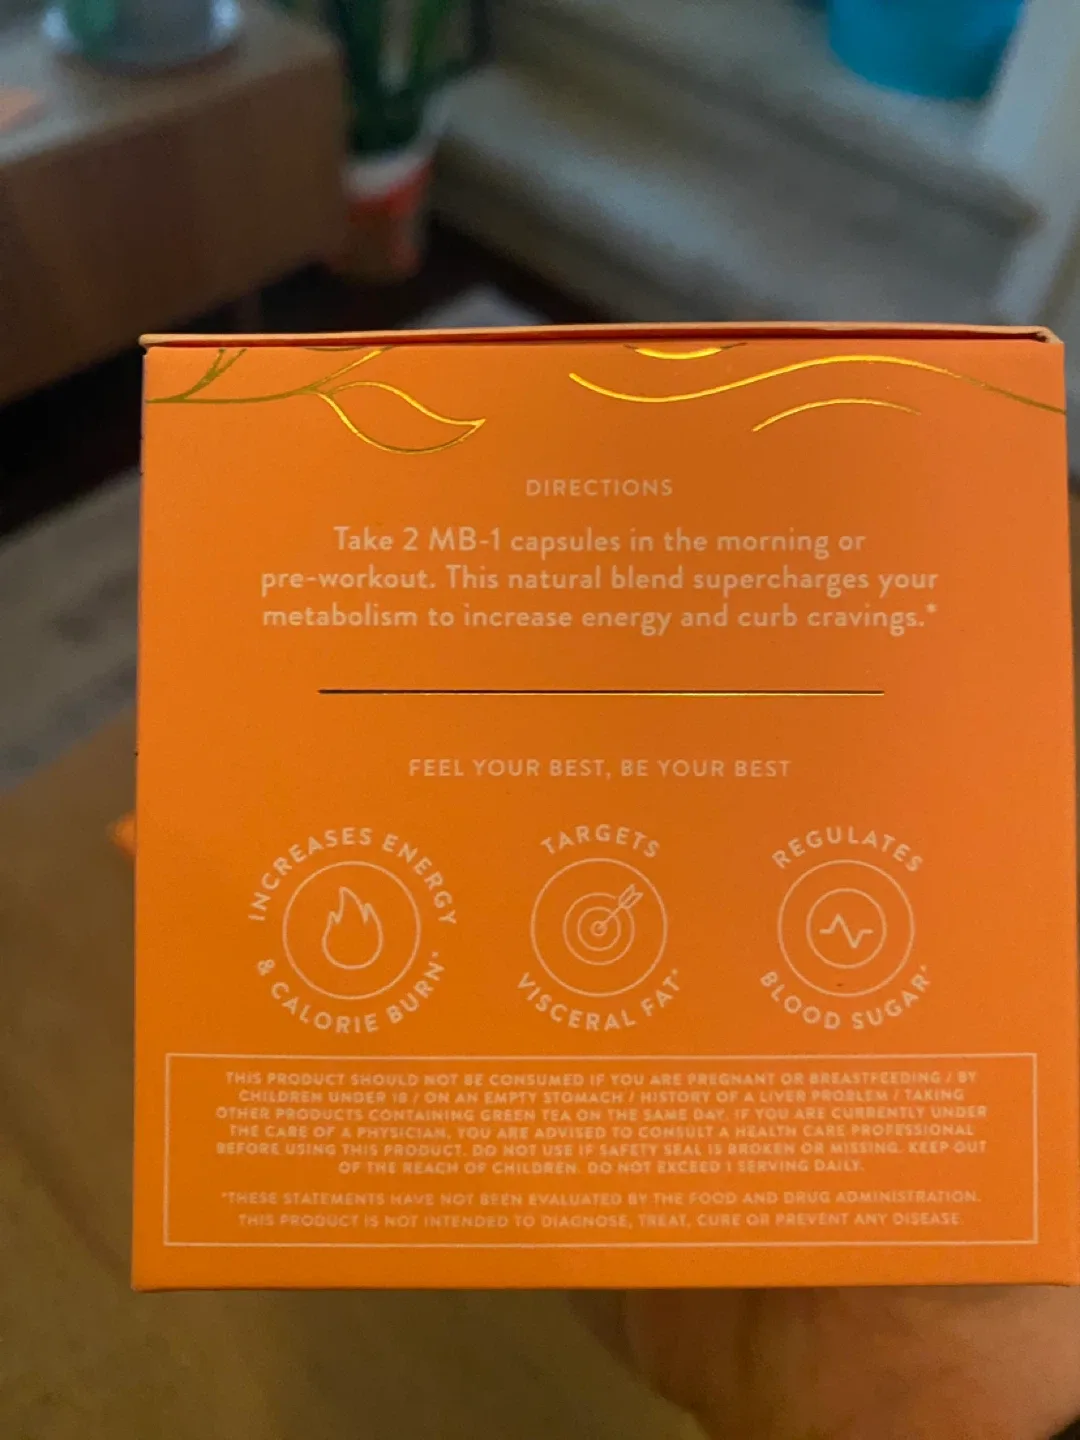 DIRECTIONS
Take 2 MB-1 capsules in the morning or
pre-workout. This natural blend supercharges your
metabolism to increase energy and curb cravings.*
FEEL YOUR BEST, BE YOUR BEST
INCREASES ENERGY
& CALORIE BURN*
TARGETS
VISCERAL FAT*
REGULATES
BLOOD SUGAR*
THIS PRODUCT SHOULD NOT BE CONSUMED IF YOU ARE PREGNANT OR BREASTFEEDING / BY
CHILDREN UNDER 18 / ON AN EMPTY STOMACH / HISTORY OF A LIVER PROBLEM / TAKING
OTHER PRODUCTS CONTAINING GREEN TEA ON THE SAME DAY. IF YOU ARE CURRENTLY UNDER
THE CARE OF A PHYSICIAN, YOU ARE ADVISED TO CONSULT A HEALTH CARE PROFESSIONAL
BEFORE USING THIS PRODUCT. DO NOT USE IF SAFETY SEAL IS BROKEN OR MISSING. KEEP OUT
OF THE REACH OF CHILDREN. DO NOT EXCEED 1 SERVING DAILY.
*THESE STATEMENTS HAVE NOT BEEN EVALUATED BY THE FOOD AND DRUG ADMINISTRATION.
THIS PRODUCT IS NOT INTENDED TO DIAGNOSE, TREAT, CURE OR PREVENT ANY DISEASE.